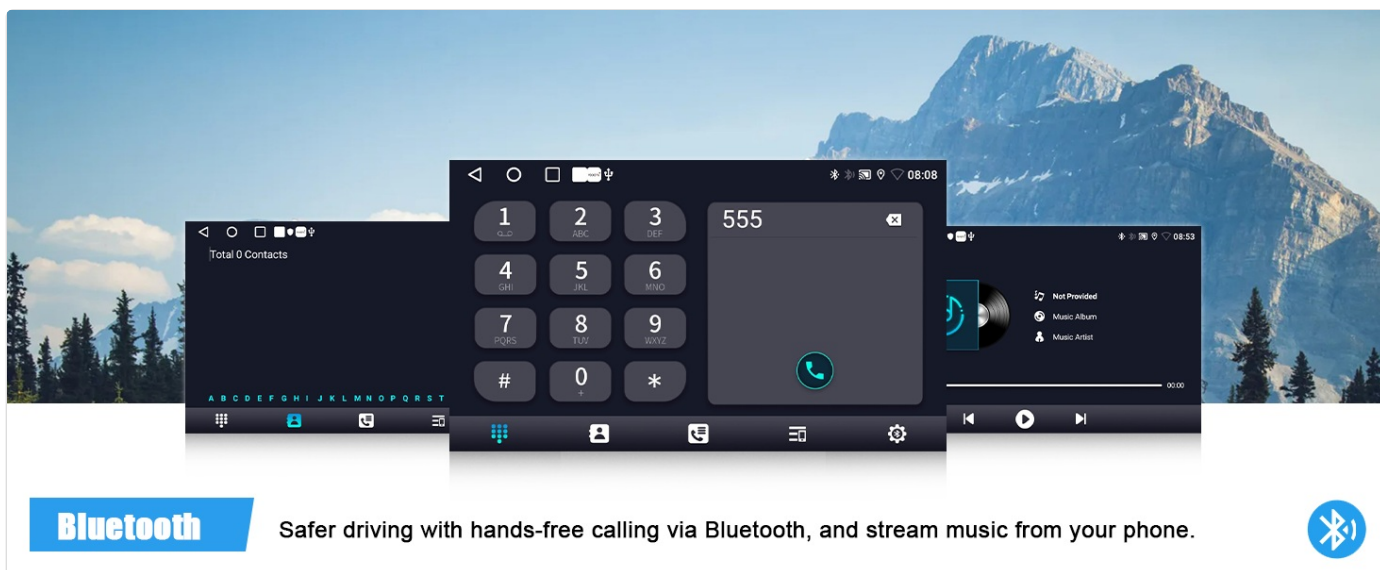 Total 0 Contacts
A B C D E F G H I J K L M N O P Q R S T
08:08
1
2 ABC
3 DEF
4 GHI
5 JKL
6 MNO
7 PQRS
8 TUV
9 WXYZ
#
0 +
*
555
08:53
Not Provided
Music Album
Music Artist
00:00
Bluetooth
Safer driving with hands-free calling via Bluetooth, and stream music from your phone.